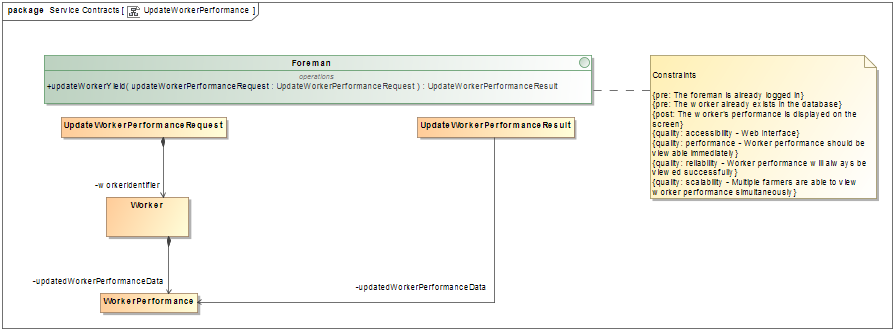 package Service Contracts [ UpdateWorkerPerformance ]
Foreman
operations
+updateWorkerYield( updateWorkerPerformanceRequest : UpdateWorkerPerformanceRequest ) : UpdateWorkerPerformanceResult
Constraints
{pre: The foreman is already logged in}
{pre: The worker already exists in the database}
{post: The worker's performance is displayed on the
screen}
{quality: accessibility - Web interface}
{quality: performance - Worker performance should be
viewable immediately}
{quality: reliability - Worker performance will always be
viewed successfully}
{quality: scalability - Multiple farmers are able to view
worker performance simultaneously}
UpdateWorkerPerformanceRequest
UpdateWorkerPerformanceResult
-workerIdentifier
Worker
-updatedWorkerPerformanceData
-updatedWorkerPerformanceData
WorkerPerformance